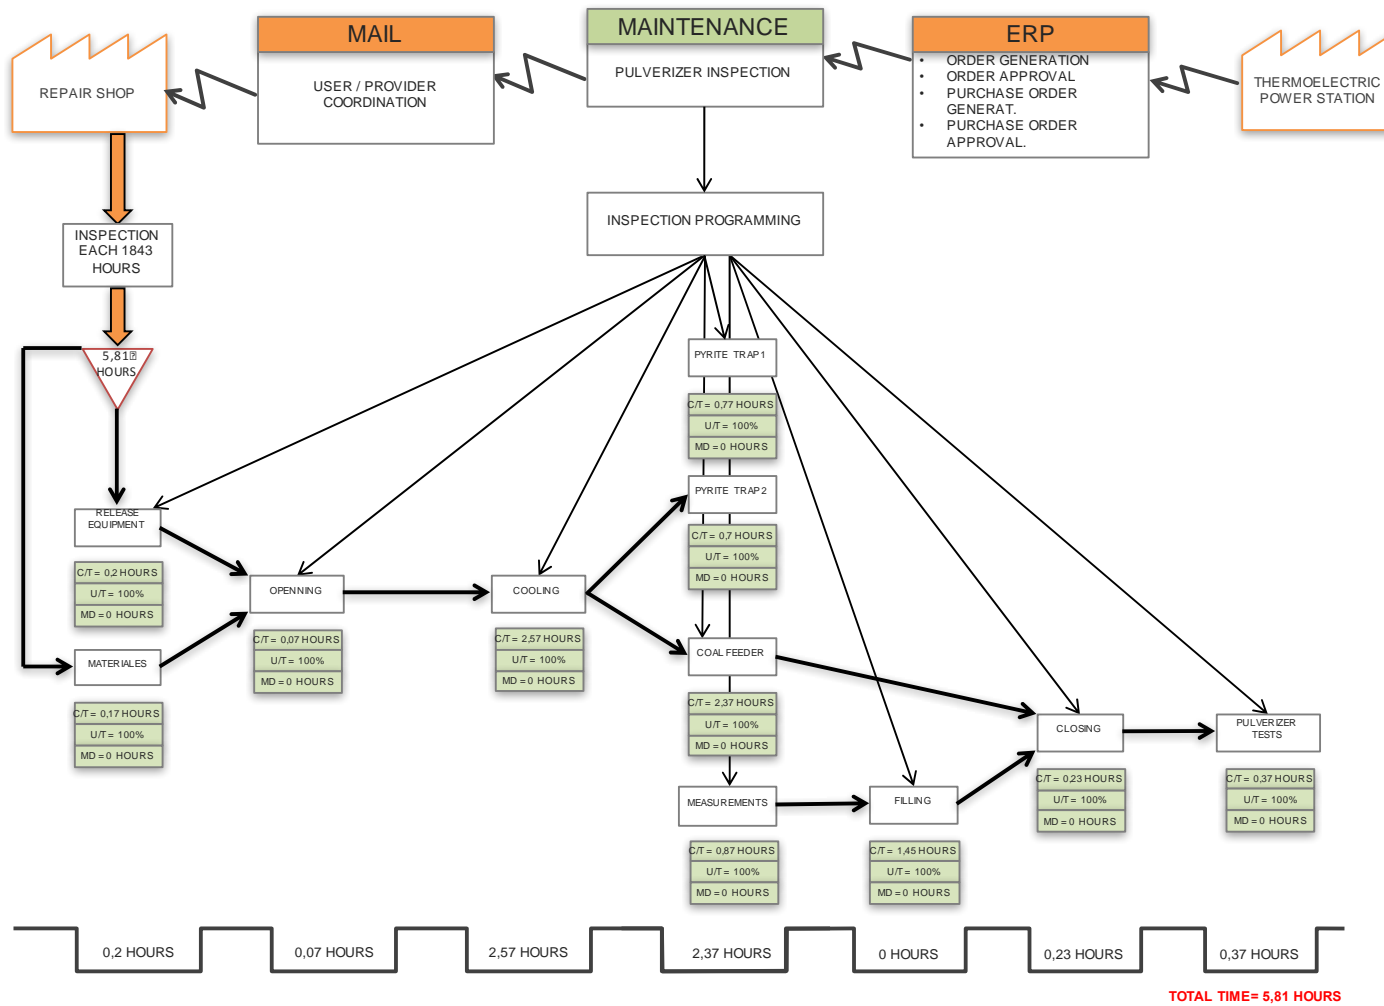 MAIL
MAINTENANCE
ERP
REPAIR SHOP
USER / PROVIDER
COORDINATION
PULVERIZER INSPECTION
• ORDER GENERATION
• ORDER APPROVAL
• PURCHASE ORDER
GENERAT.
• PURCHASE ORDER
APPROVAL.
THERMOELECTRIC
POWER STATION
INSPECTION
EACH 1843
HOURS
INSPECTION PROGRAMMING
5,81
HOURS
PYRITE TRAP1
C/T = 0,77 HOURS
U/T = 100%
MD = 0 HOURS
PYRITE TRAP2
C/T = 0,7 HOURS
U/T = 100%
MD = 0 HOURS
RELEASE
EQUIPMENT
C/T = 0,2 HOURS
U/T = 100%
MD = 0 HOURS
OPENNING
C/T = 0,07 HOURS
U/T = 100%
MD = 0 HOURS
COOLING
C/T = 2,57 HOURS
U/T = 100%
MD = 0 HOURS
MATERIALES
C/T = 0,17 HOURS
U/T = 100%
MD = 0 HOURS
COAL FEEDER
C/T = 2,37 HOURS
U/T = 100%
MD = 0 HOURS
CLOSING
C/T = 0,23 HOURS
U/T = 100%
MD = 0 HOURS
PULVERIZER
TESTS
C/T = 0,37 HOURS
U/T = 100%
MD = 0 HOURS
MEASUREMENTS
C/T = 0,87 HOURS
U/T = 100%
MD = 0 HOURS
FILLING
C/T = 1,45 HOURS
U/T = 100%
MD = 0 HOURS
0,2 HOURS
0,07 HOURS
2,57 HOURS
2,37 HOURS
0 HOURS
0,23 HOURS
0,37 HOURS
TOTAL TIME= 5,81 HOURS